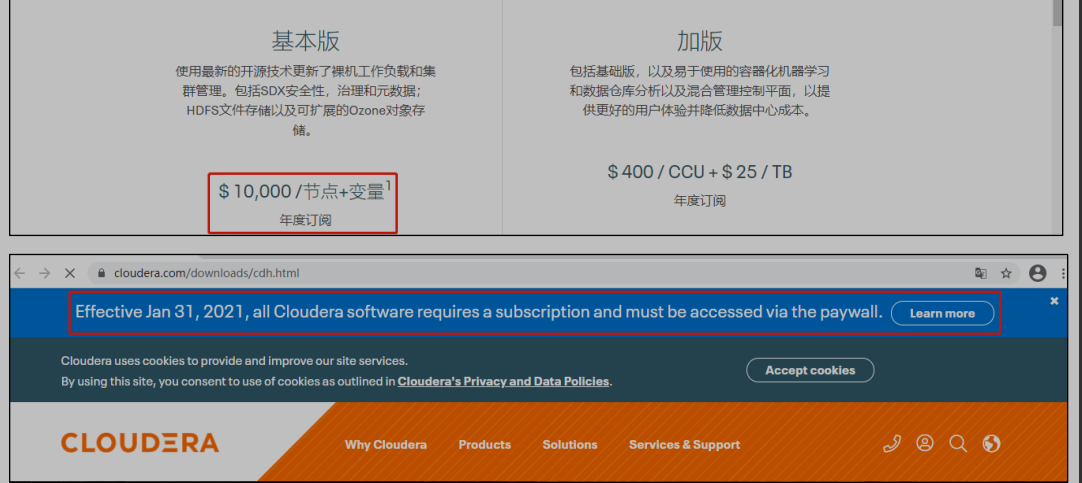 基本版
使用最新的开源技术更新了裸机工作负载和集
群管理。包括SDX安全性，治理和元数据；
HDFS文件存储以及可扩展的Ozone对象存
储。
$ 10,000 /节点+变量1
年度订阅
加版
包括基础版，以及易于使用的容器化机器学习
和数据仓库分析以及混合管理控制平面，以提
供更好的用户体验并降低数据中心成本。
$ 400 / CCU + $ 25 / TB
年度订阅
cloudera.com/downloads/cdh.html
Effective Jan 31, 2021, all Cloudera software requires a subscription and must be accessed via the paywall. Learn more
Cloudera uses cookies to provide and improve our site services.
By using this site, you consent to use of cookies as outlined in Cloudera's Privacy and Data Policies.
Accept cookies
CLOUDERA
Why Cloudera Products Solutions Services & Support